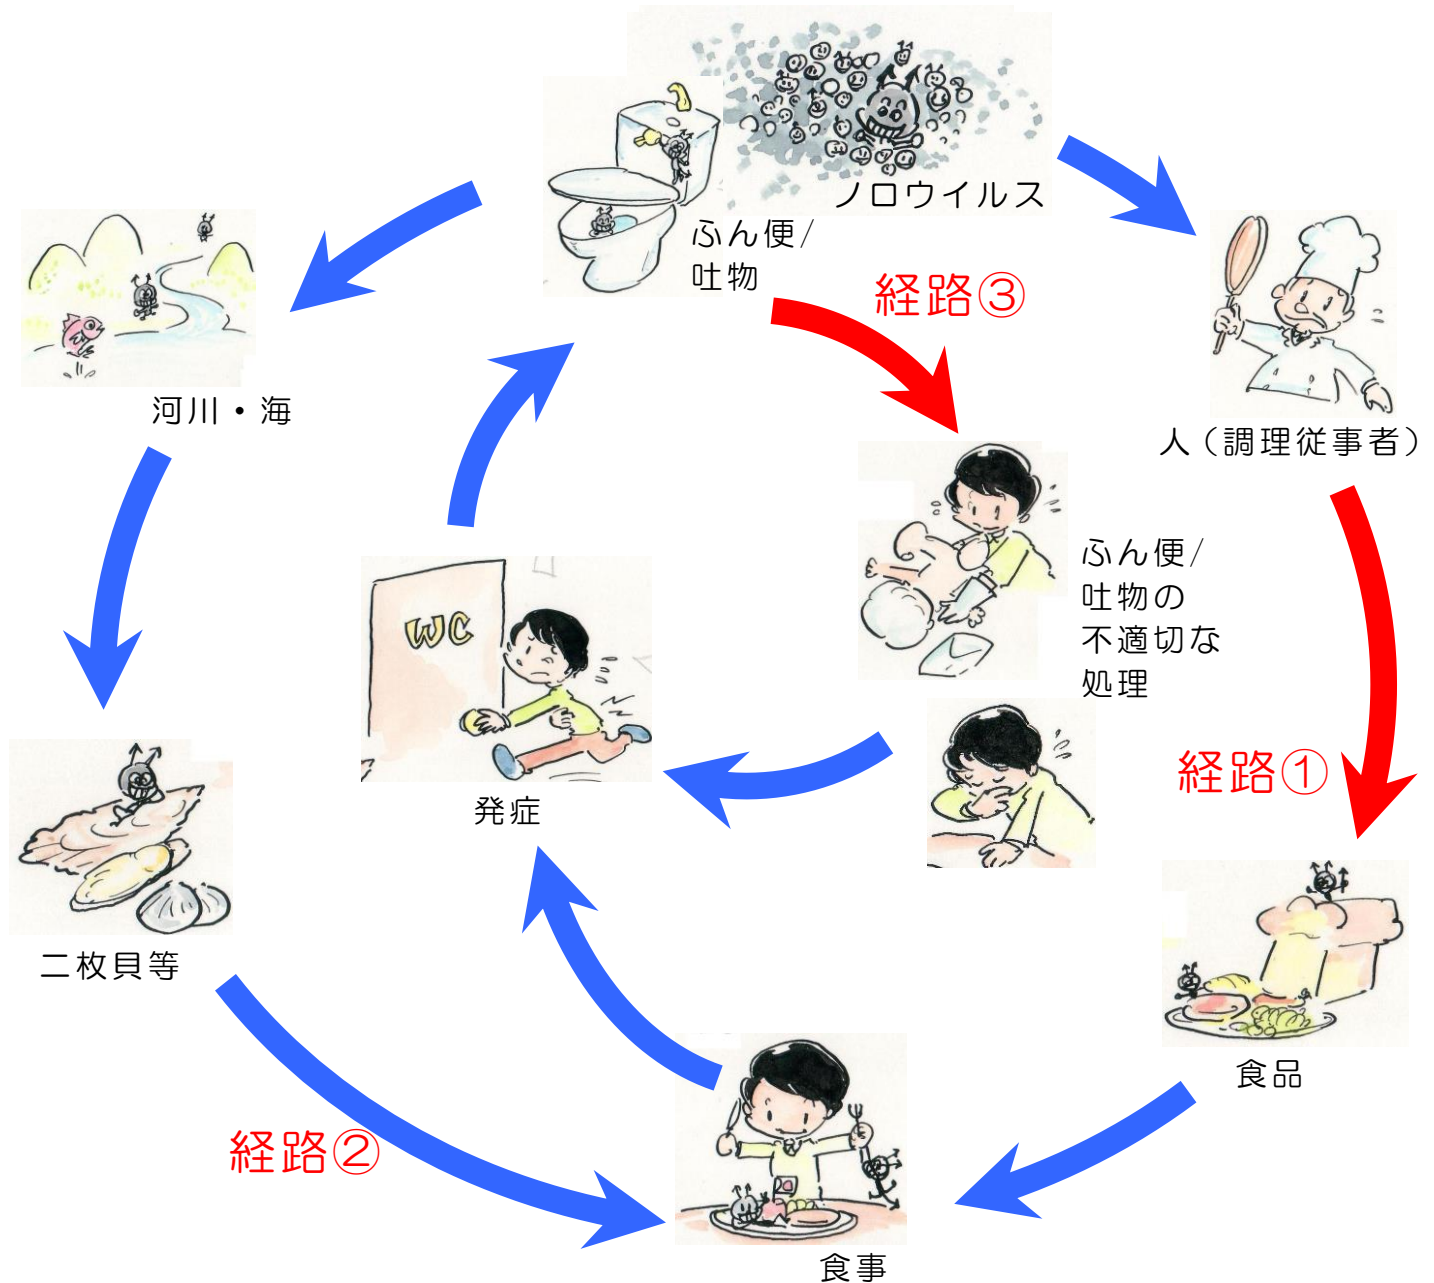 ノロウイルス
ふん便/
吐物
経路③
河川・海
人（調理従事者）
ふん便/
吐物の
不適切な
処理
WC
経路①
発症
二枚貝等
食品
経路②
食事